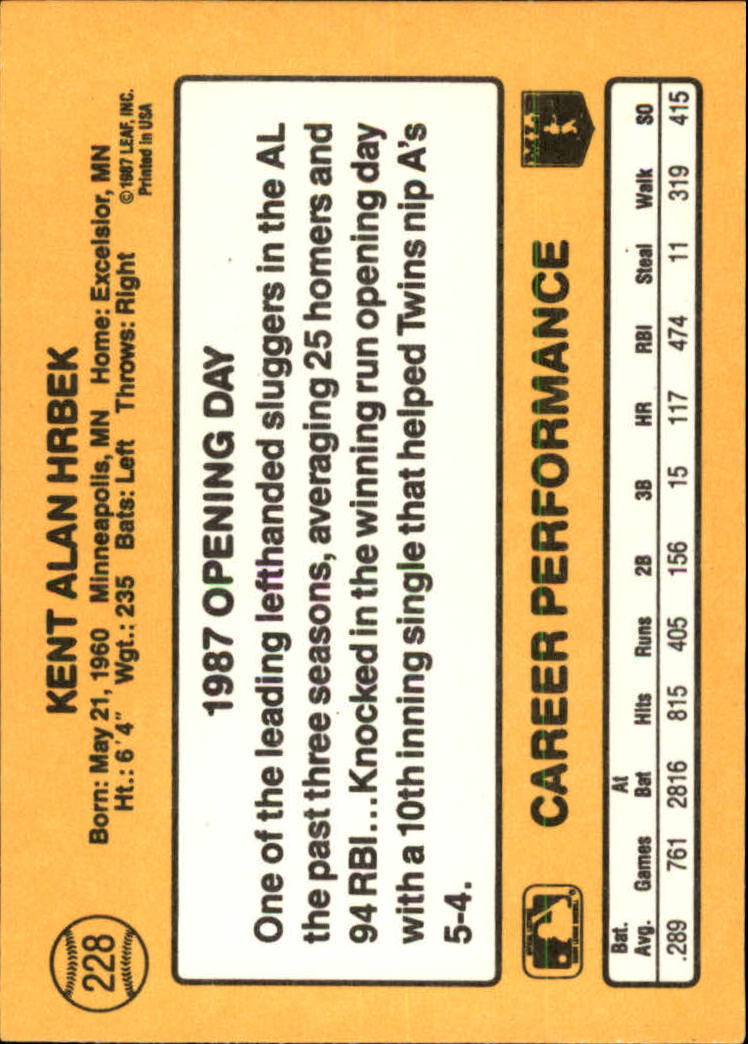 228
KENT ALAN HRBEK
Born: May 21, 1960 Minneapolis, MN Home: Excelsior, MN
Ht.: 6'4" Wgt.: 235 Bats: Left Throws: Right
©1987 LEAF, INC.
Printed in USA
1987 OPENING DAY
One of the leading lefthanded sluggers in the AL
the past three seasons, averaging 25 homers and
94 RBI...Knocked in the winning run opening day
with a 10th inning single that helped Twins nip A's
5-4.
CAREER PERFORMANCE
Bat. Avg. Games At Bat Hits Runs 2B 3B HR RBI Steal Walk SO
.289 761 2816 815 405 156 15 117 474 11 319 415